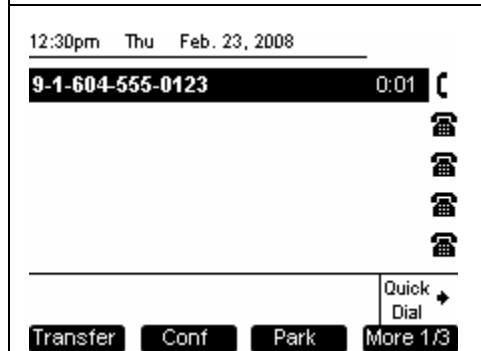 12:30pm Thu Feb. 23, 2008
9-1-604-555-0123 0:01
Quick
Dial
Transfer Conf Park More 1/3